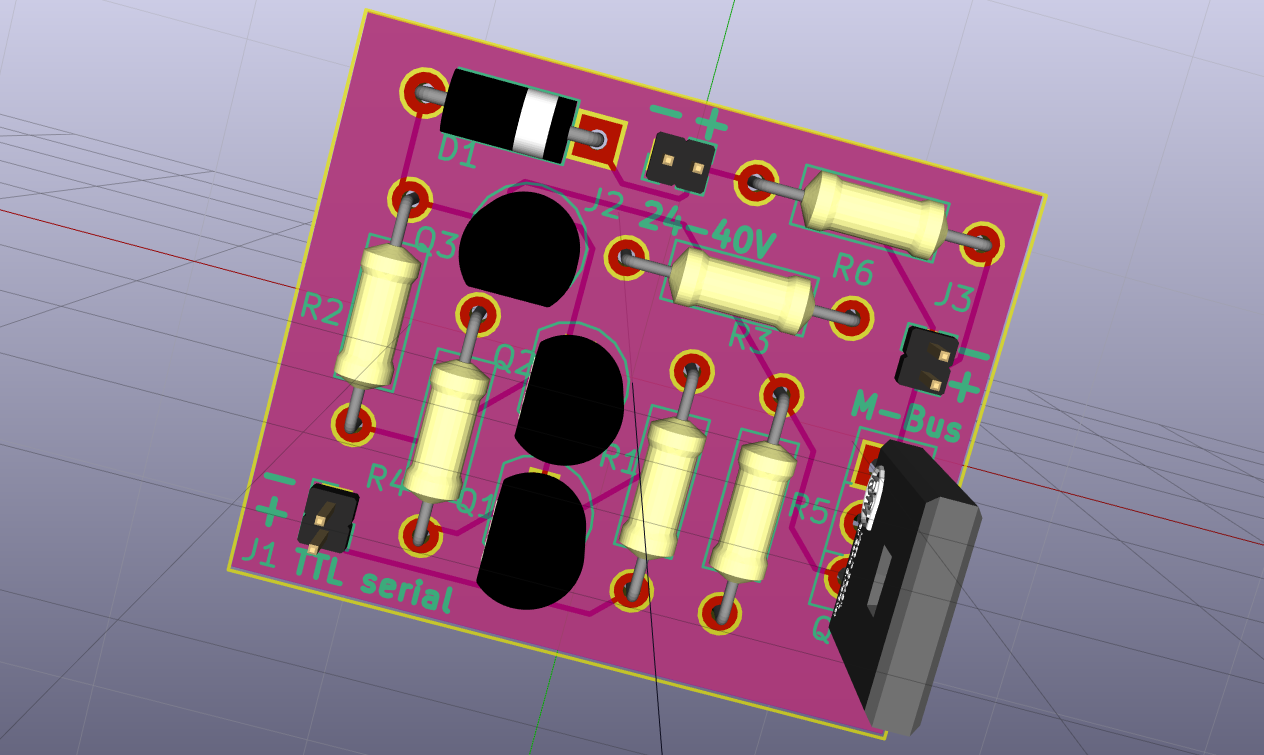 − +
D1
J2
24-40V
Q3
R6
J3
R2
R3
− +
Q2
M-Bus
R1
R4
Q1
R5
− +
J1
TTL serial
Q